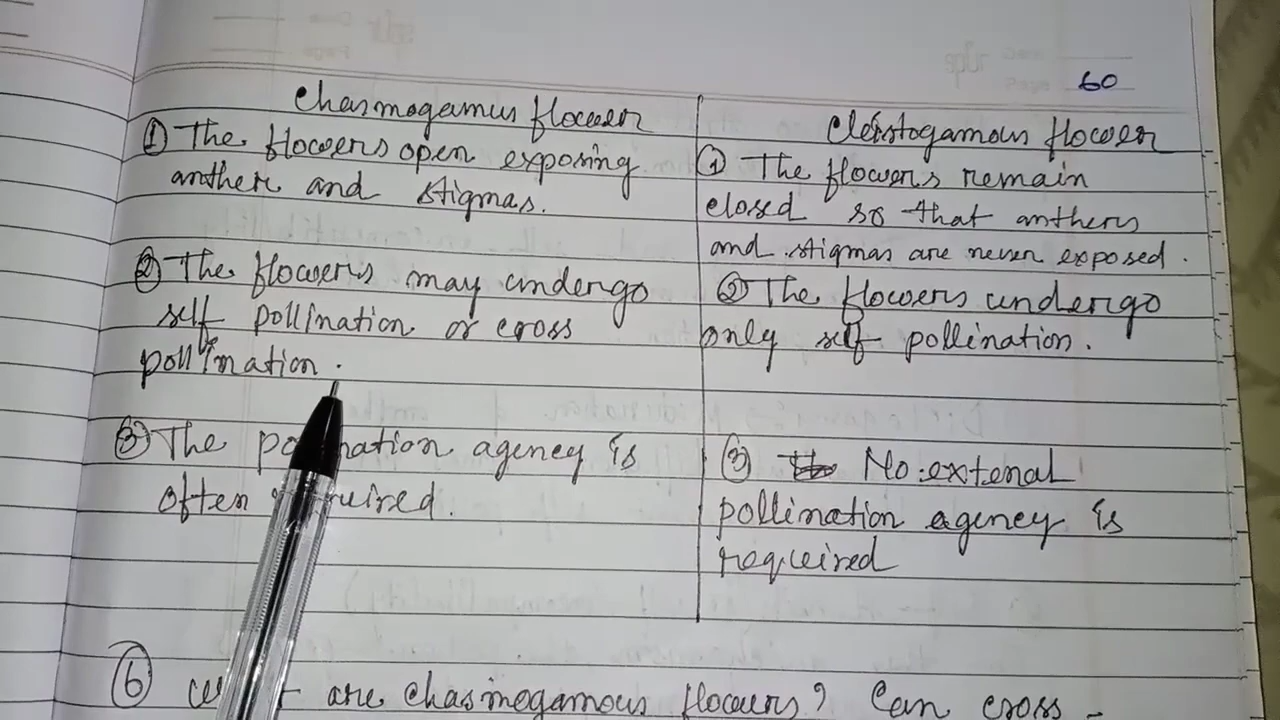 60
Chasmogamus flower
① The flowers open exposing
anther and stigmas.
② The flowers may undergo
self pollination or cross
pollination.
③ The pollination agency is
often required.
Cleistogamous flower
① The flowers remain
closed so that anthers
and stigmas are never exposed.
② The flowers undergo
only self pollination.
③ No extenal
pollination agency is
required
⑥ are chasmogamous flowers? Can cross-